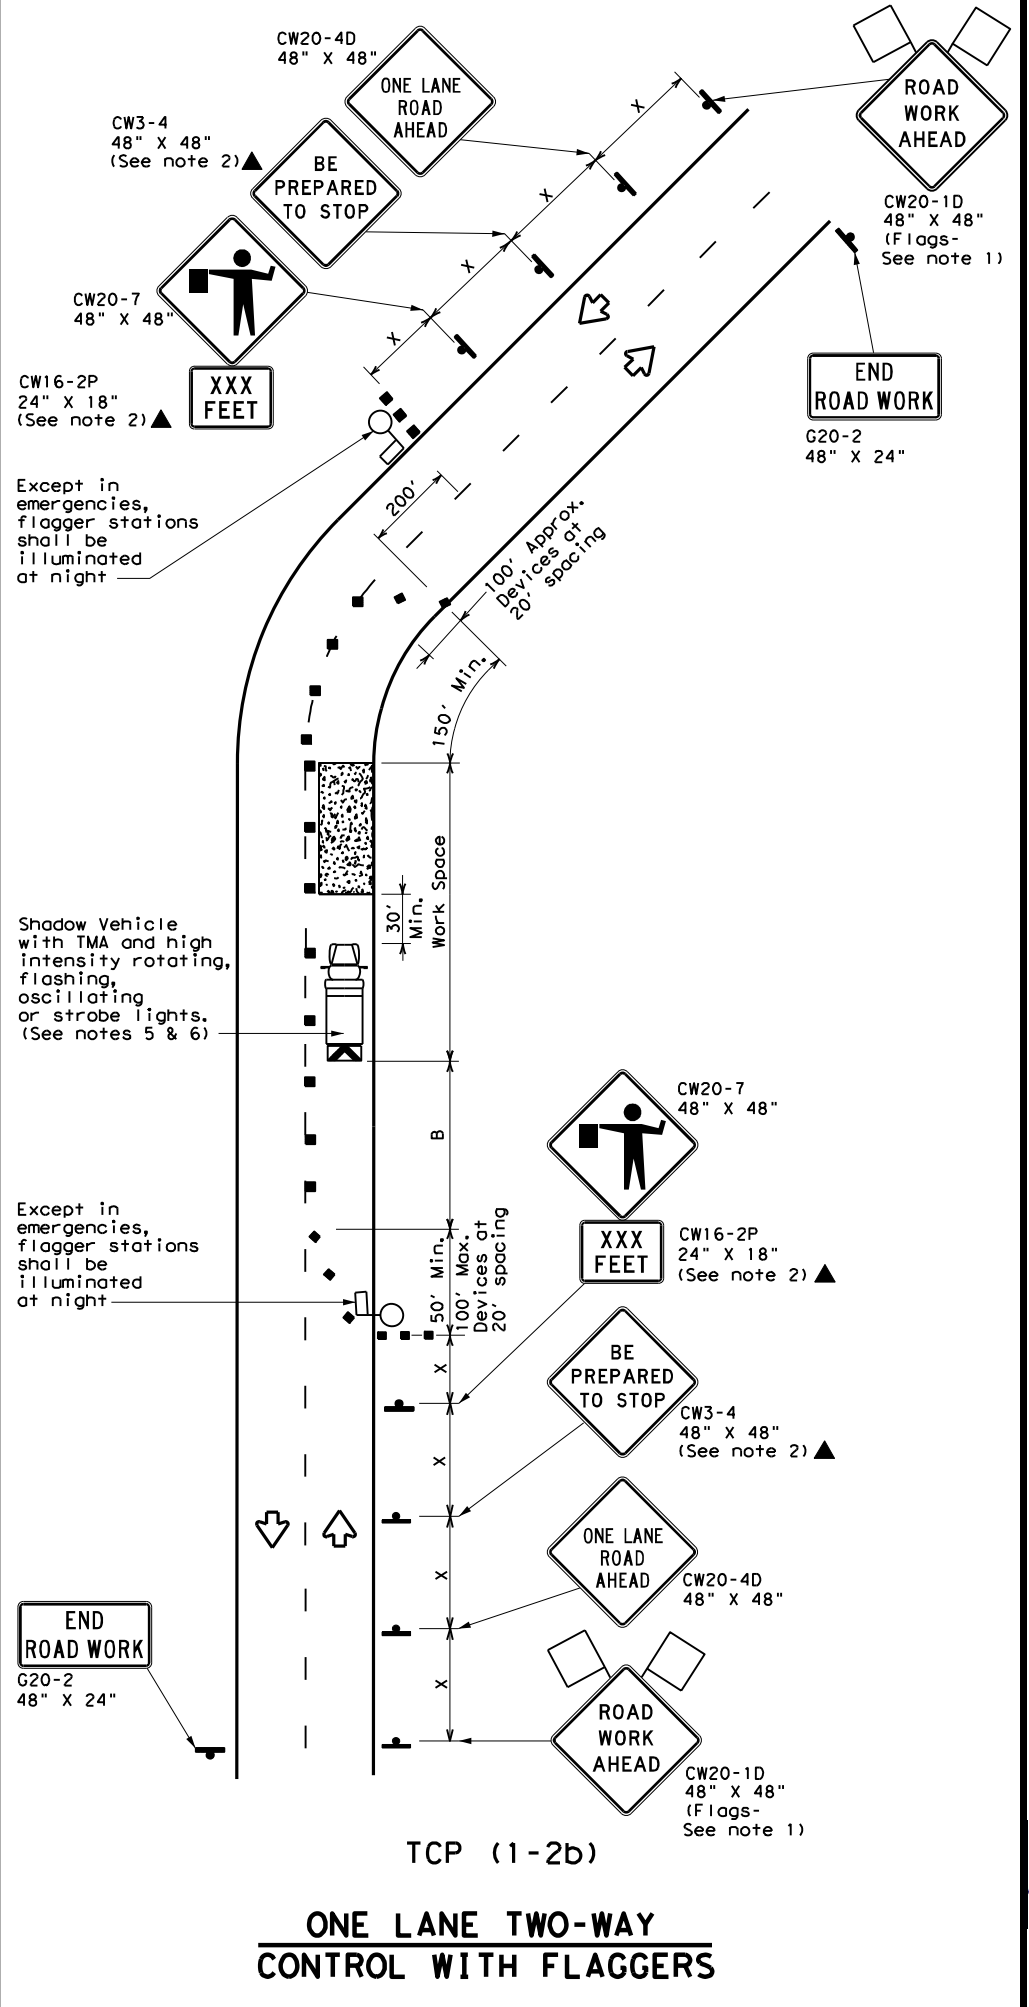 CW20-4D
48" X 48"
ONE LANE
ROAD
AHEAD
ROAD
WORK
AHEAD
CW20-1D
48" X 48"
(Flags-
See note 1)
CW3-4
48" X 48"
(See note 2)
BE
PREPARED
TO STOP
CW20-7
48" X 48"
CW16-2P
24" X 18"
(See note 2)
XXX
FEET
X
X
X
X
END
ROAD WORK
G20-2
48" X 24"
Except in
emergencies,
flagger stations
shall be
illuminated
at night
200'
100' Approx.
Devices at
20' spacing
150' Min.
Work Space
30'
Min.
Shadow Vehicle
with TMA and high
intensity rotating,
flashing,
oscillating
or strobe lights.
(See notes 5 & 6)
B
CW20-7
48" X 48"
XXX
FEET
CW16-2P
24" X 18"
(See note 2)
Except in
emergencies,
flagger stations
shall be
illuminated
at night
50' Min.
100' Max.
Devices at
20' spacing
X
X
X
X
BE
PREPARED
TO STOP
CW3-4
48" X 48"
(See note 2)
ONE LANE
ROAD
AHEAD
CW20-4D
48" X 48"
END
ROAD WORK
G20-2
48" X 24"
ROAD
WORK
AHEAD
CW20-1D
48" X 48"
(Flags-
See note 1)
TCP (1-2b)
ONE LANE TWO-WAY
CONTROL WITH FLAGGERS